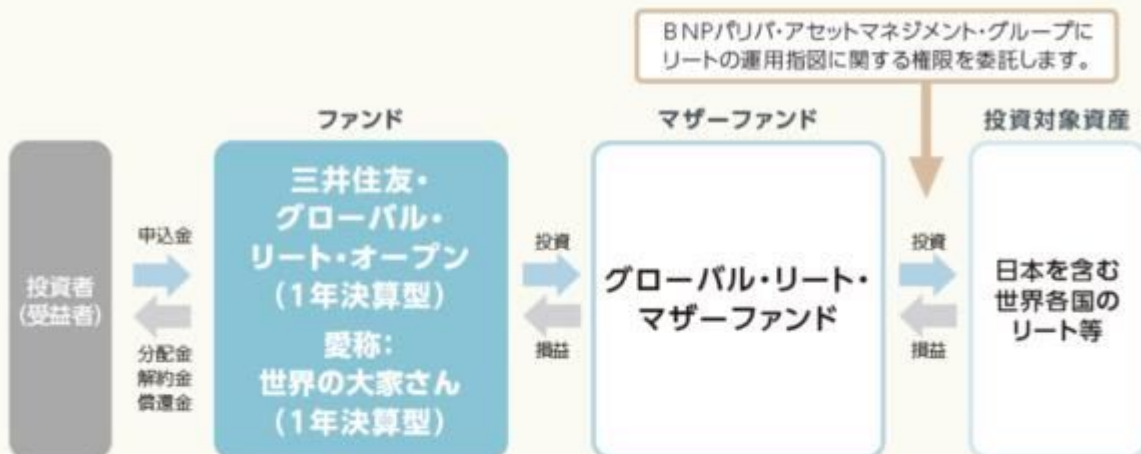 BNPパリバ・アセットマネジメント・グループに
リートの運用指図に関する権限を委託します。
ファンド
マザーファンド
投資対象資産
投資者
(受益者)
申込金
分配金
解約金
償還金
三井住友・
グローバル・
リート・オープン
(1年決算型)
愛称:
世界の大家さん
(1年決算型)
投資
損益
グローバル・リート・
マザーファンド
投資
損益
日本を含む
世界各国の
リート等